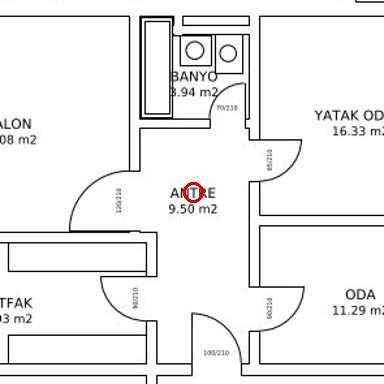 BANYO
3.94 m2
70/210
ALON
08 m2
YATAK OD
16.33 m2
85/210
120/210
ANTRE
9.50 m2
TFAK
93 m2
90/210
90/210
ODA
11.29 m2
100/210